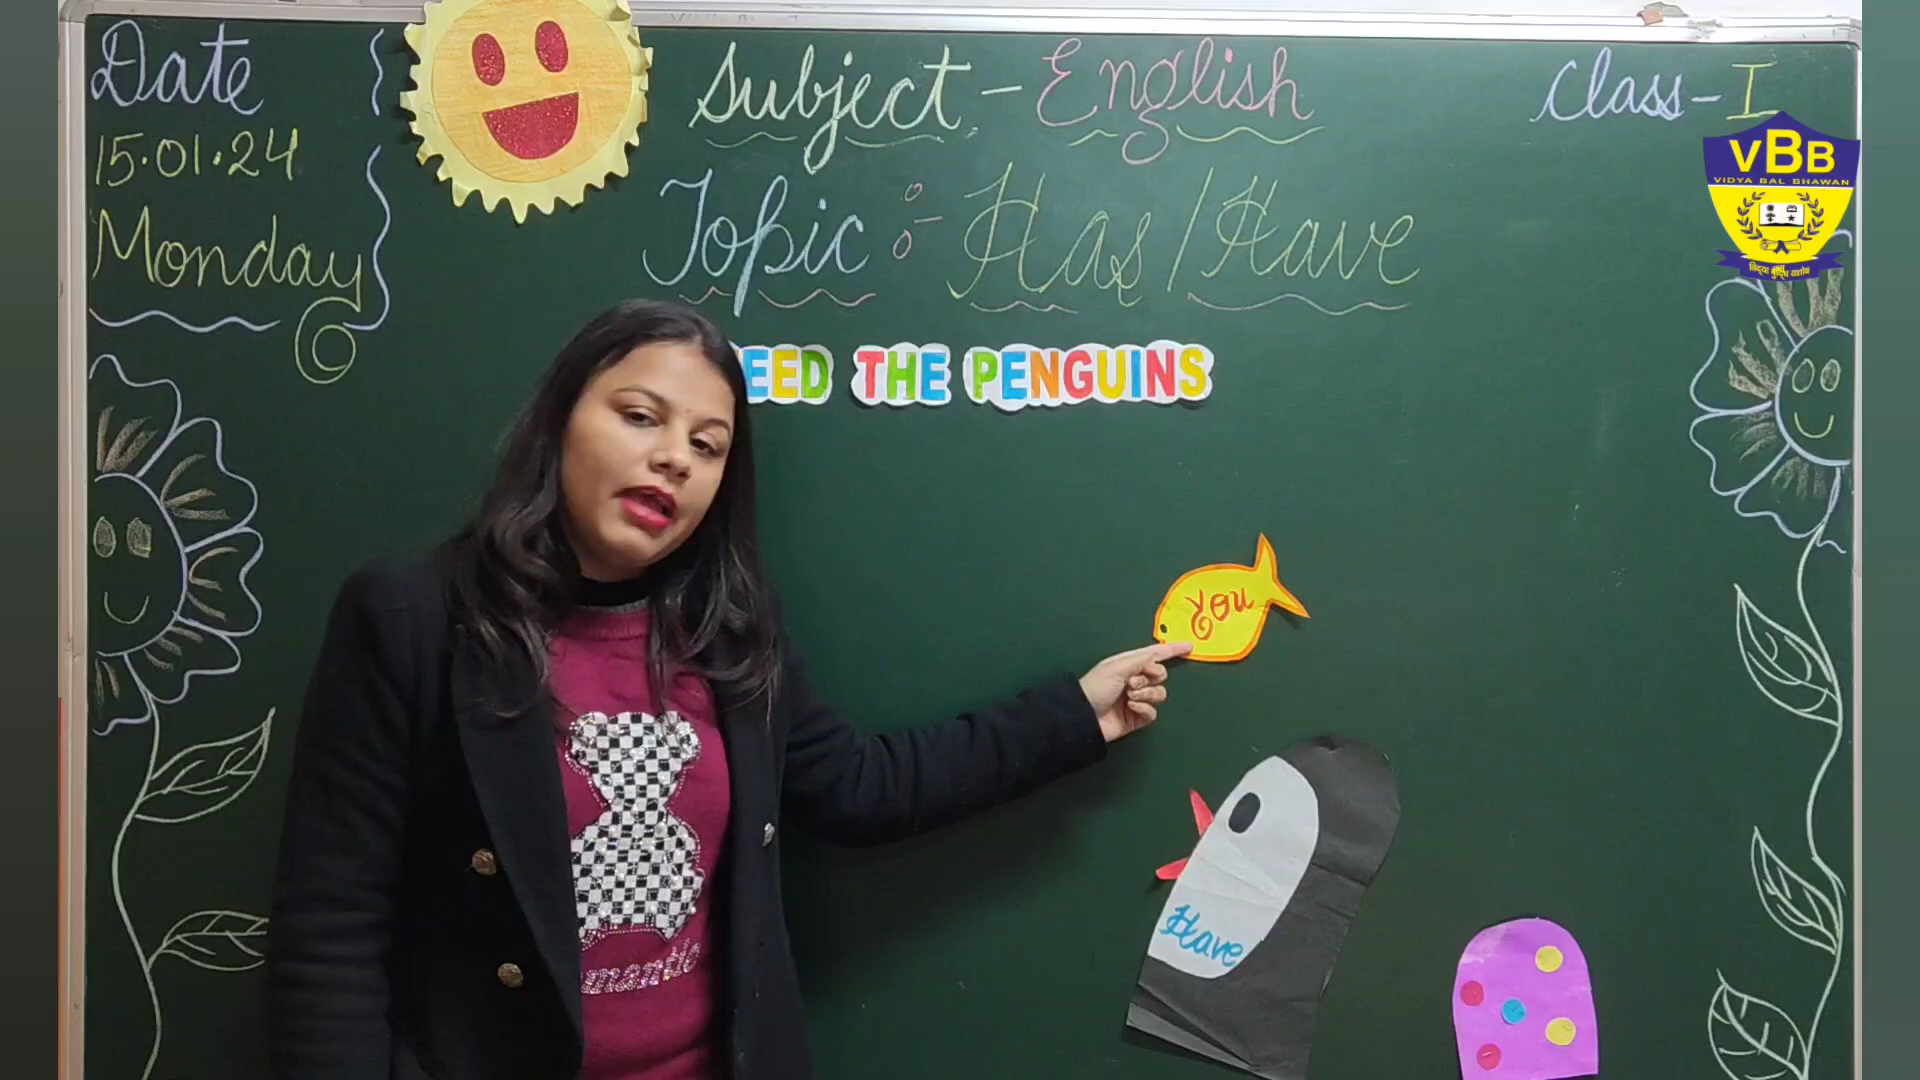 Date
15.01.24
Monday
Subject - English
Class - I
Topic :- Has/Have
EED THE PENGUINS
you
Have
mantic
VBB
VIDYA BAL BHAWAN